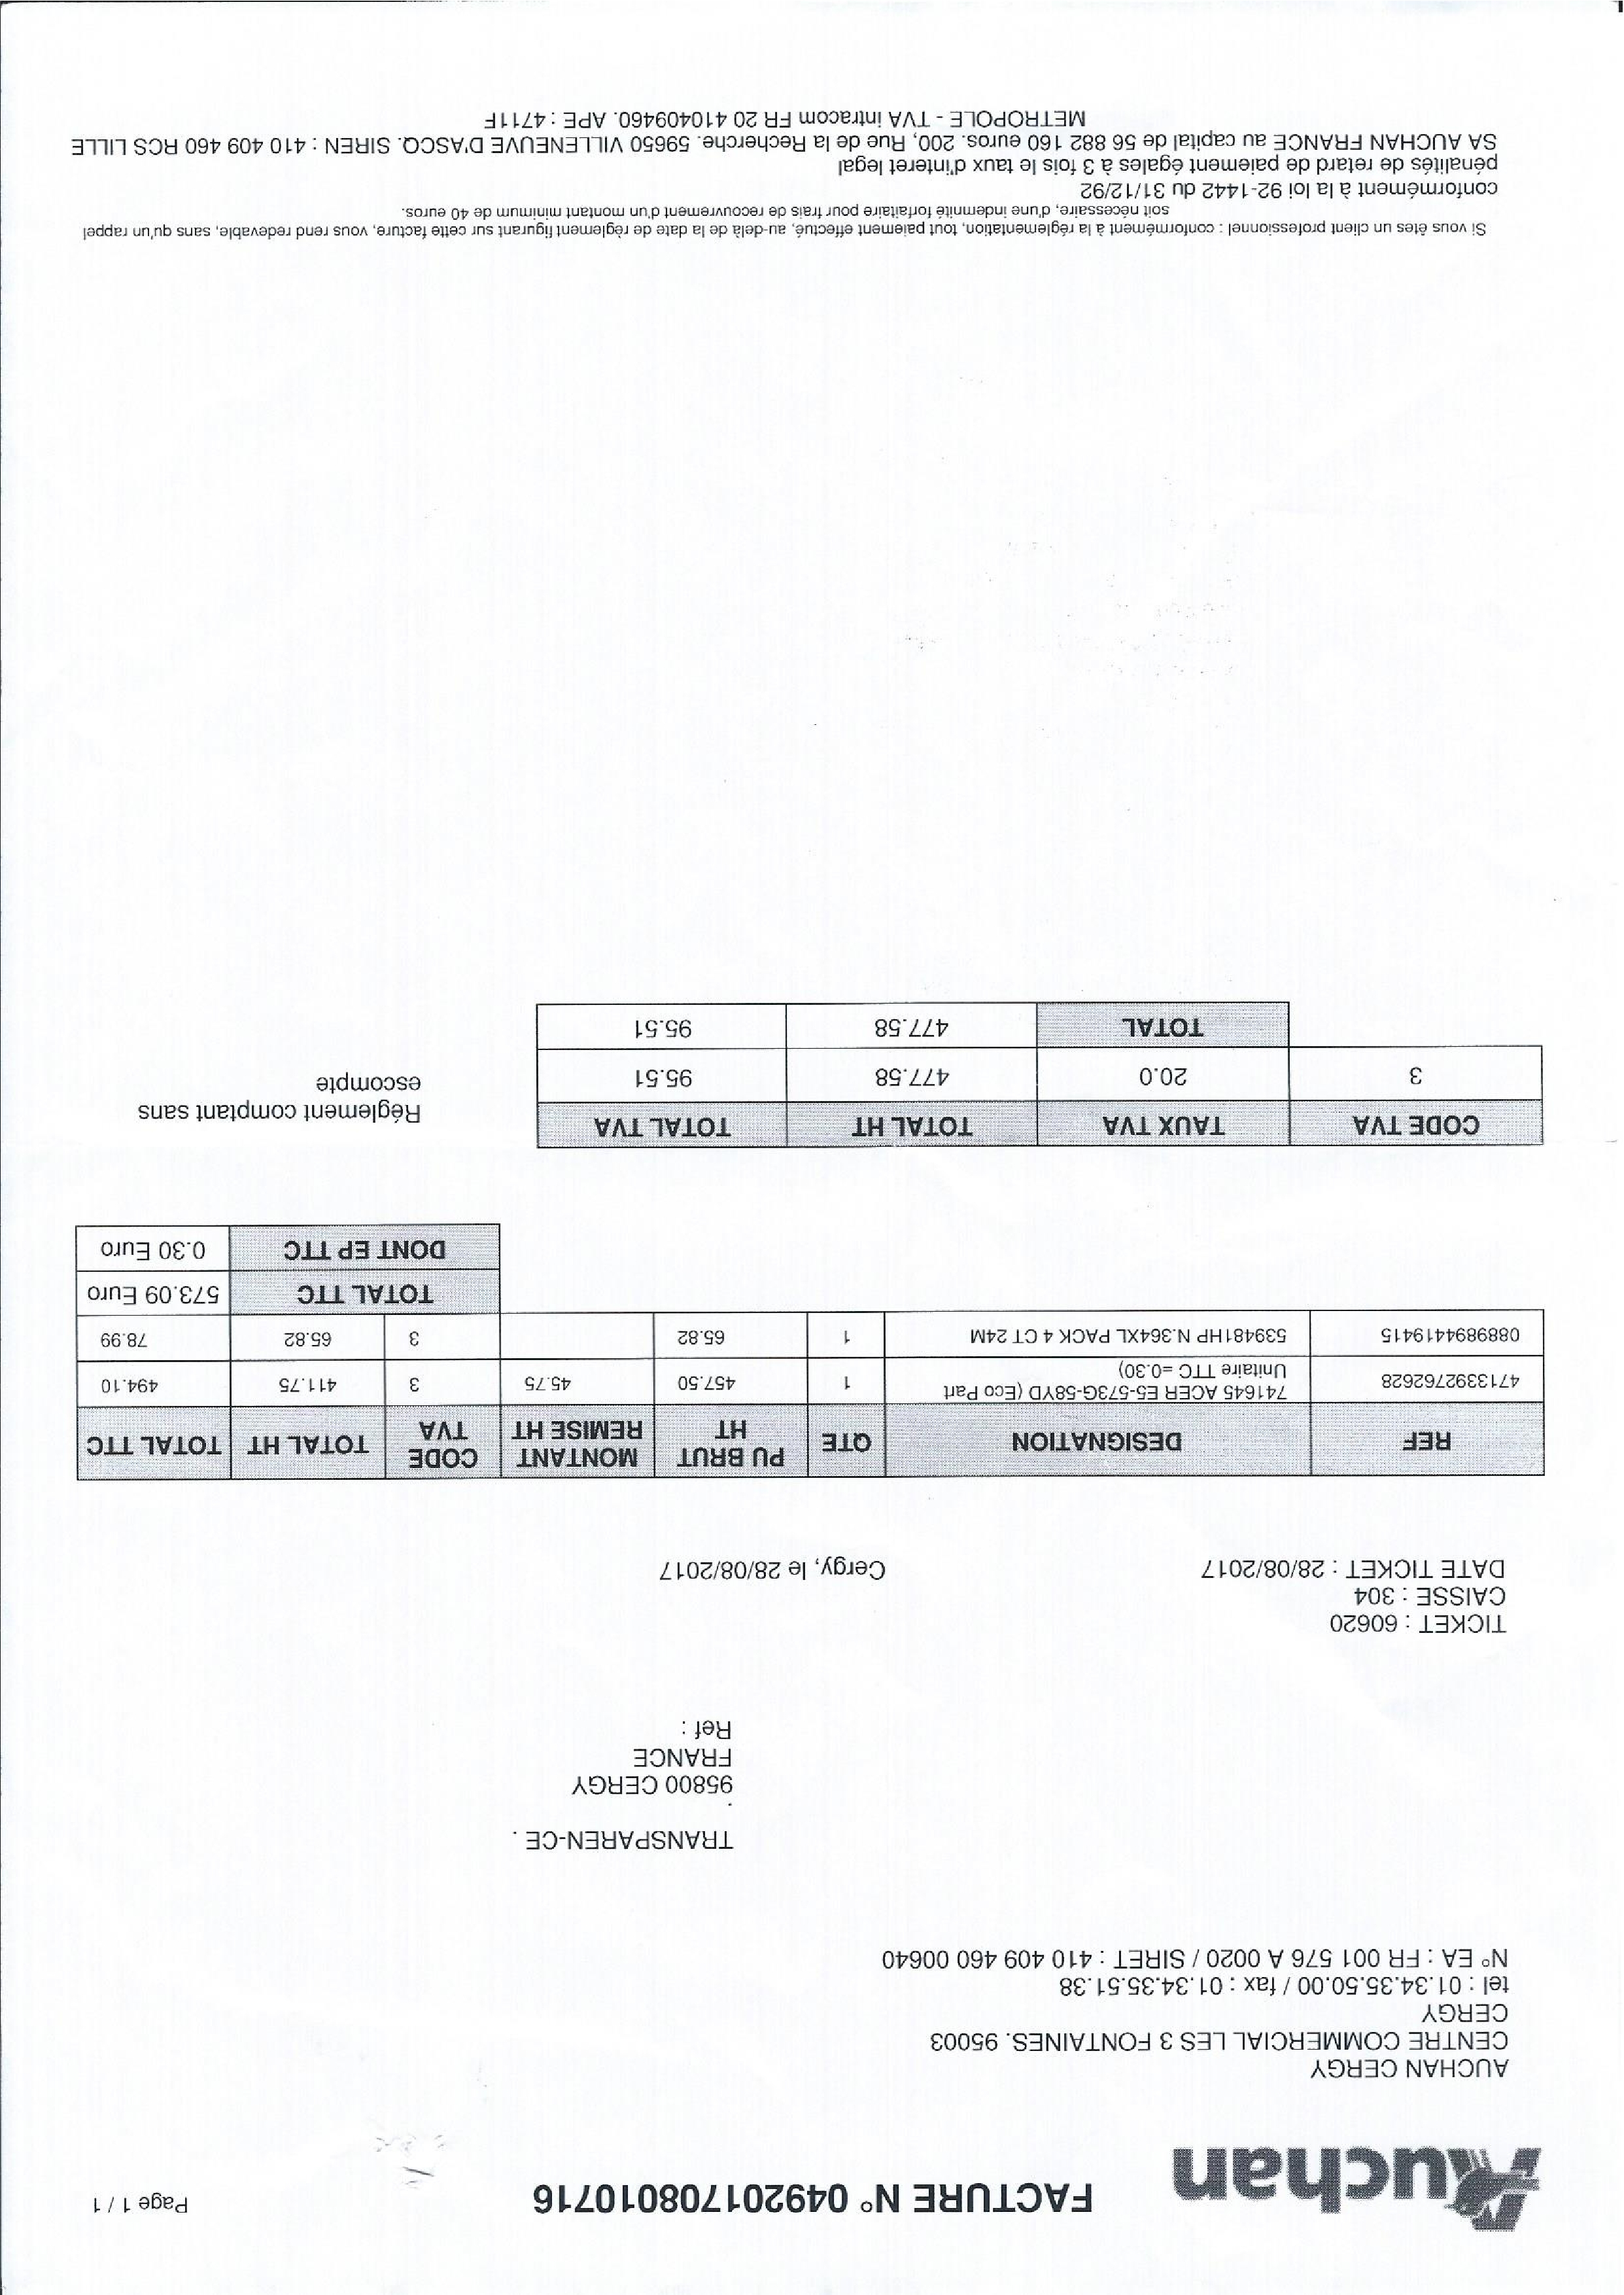 Auchan
FACTURE N° 049201708010716
Page 1 / 1
AUCHAN CERGY
CENTRE COMMERCIAL LES 3 FONTAINES. 95003
CERGY
tel : 01.34.35.50.00 / fax : 01.34.35.51.38
N° EA : FR 001 576 A 0020 / SIRET : 410 409 460 00640
TRANSPAREN-CE .
.
95800 CERGY
FRANCE
Ref :
TICKET : 60620
CAISSE : 304
DATE TICKET : 28/08/2017
Cergy, le 28/08/2017
REF DESIGNATION QTE PU BRUT HT MONTANT REMISE HT CODE TVA TOTAL HT TOTAL TTC
4713392762628 741645 ACER E5-573G-58YD (Eco Part 1 457.50 45.75 3 411.75 494.10
Unitaire TTC =0.30)
0889894419415 539481HP N.364XL PACK 4 CT 24M 1 65.82 3 65.82 78.99
TOTAL TTC 573.09 Euro
DONT EP TTC 0.30 Euro
CODE TVA TAUX TVA TOTAL HT TOTAL TVA
3 20.0 477.58 95.51
TOTAL 477.58 95.51
Réglement comptant sans
escompte
Si vous êtes un client professionnel : conformément à la réglementation, tout paiement effectué, au-delà de la date de règlement figurant sur cette facture, vous rend redevable, sans qu'un rappel
soit nécessaire, d'une indemnité forfaitaire pour frais de recouvrement d'un montant minimum de 40 euros.
conformément à la loi 92-1442 du 31/12/92
pénalités de retard de paiement égales à 3 fois le taux d'interet legal
SA AUCHAN FRANCE au capital de 56 882 160 euros. 200, Rue de la Recherche. 59650 VILLENEUVE D'ASCQ. SIREN : 410 409 460 RCS LILLE
METROPOLE - TVA intracom FR 20 410409460. APE : 4711F